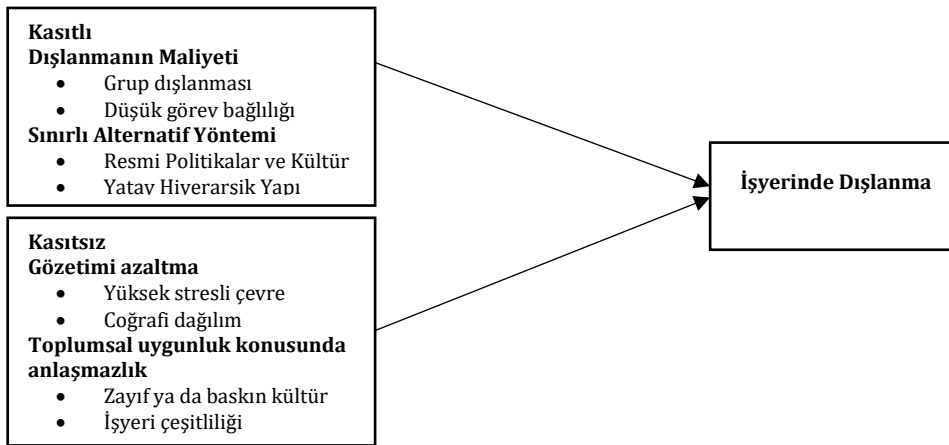 Kasıtlı
Dışlanmanın Maliyeti
• Grup dışlanması
• Düşük görev bağlılığı
Sınırlı Alternatif Yöntemi
• Resmi Politikalar ve Kültür
• Yatay Hiyerarşik Yapı
Kasıtsız
Gözetimi azaltma
• Yüksek stresli çevre
• Coğrafi dağılım
Toplumsal uygunluk konusunda
anlaşmazlık
• Zayıf ya da baskın kültür
• İşyeri çeşitliliği
İşyerinde Dışlanma